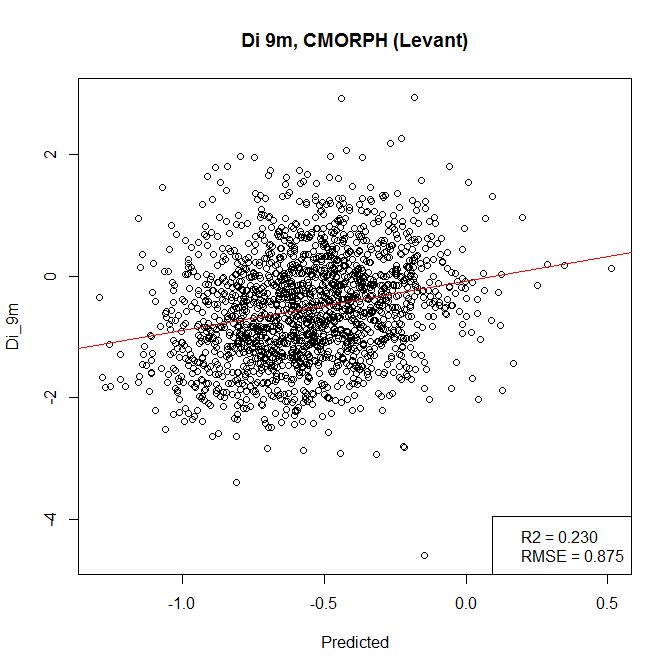 Di 9m, CMORPH (Levant)
Di_9m
2
0
-2
-4
R2 = 0.230
RMSE = 0.875
-1.0 -0.5 0.0 0.5
Predicted